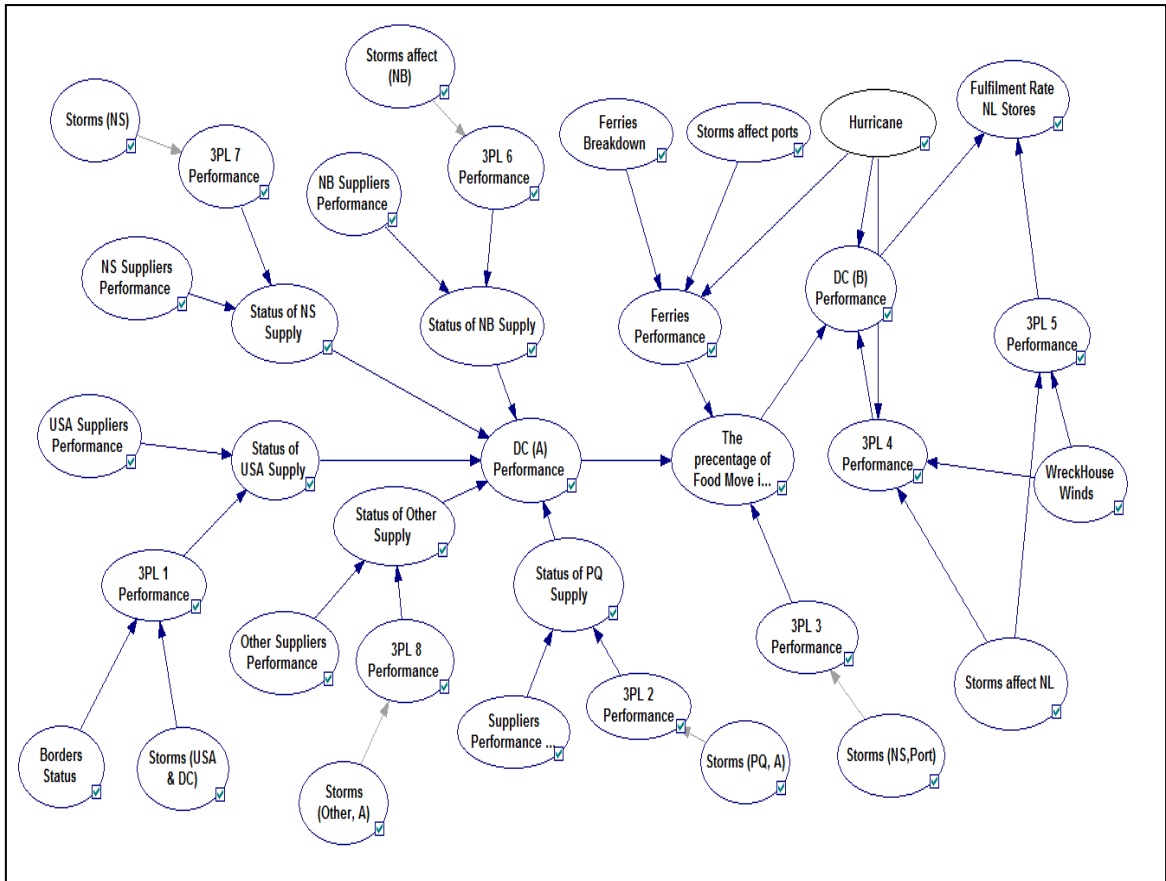 Storms affect
(NB)
Storms (NS)
3PL 7
Performance
3PL 6
Performance
Ferries
Breakdown
Storms affect ports
Hurricane
Fulfilment Rate
NL Stores
NB Suppliers
Performance
NS Suppliers
Performance
Status of NS
Supply
Status of NB Supply
Ferries
Performance
DC (B)
Performance
3PL 5
Performance
USA Suppliers
Performance
Status of
USA Supply
DC (A)
Performance
The
precentage of
Food Move i...
3PL 4
Performance
WreckHouse
Winds
Status of Other
Supply
3PL 1
Performance
Status of PQ
Supply
Other Suppliers
Performance
3PL 8
Performance
3PL 3
Performance
Suppliers
Performance ...
3PL 2
Performance
Storms affect NL
Borders
Status
Storms (USA
& DC)
Storms
(Other, A)
Storms (PQ, A)
Storms (NS,Port)